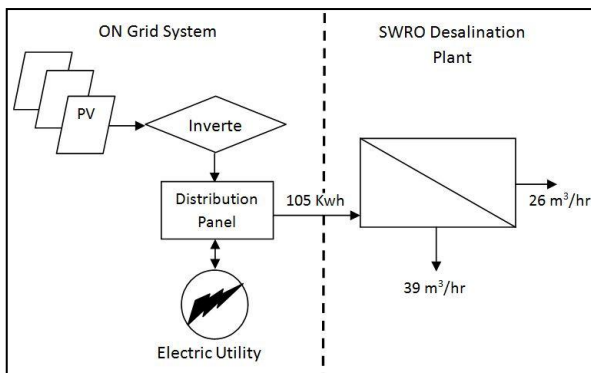 ON Grid System
SWRO Desalination
Plant
PV
Inverte
Distribution
Panel
105 Kwh
26 m³/hr
39 m³/hr
Electric Utility